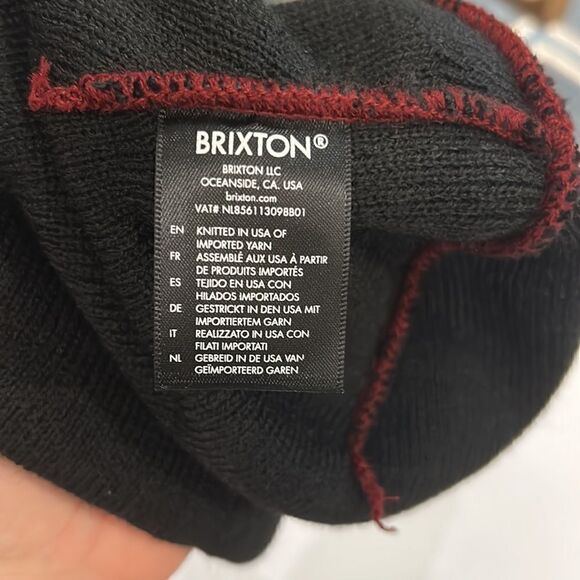 BRIXTON®
BRIXTON LLC
OCEANSIDE, CA. USA
brixton.com
VAT# NL856113098B01
EN KNITTED IN USA OF
IMPORTED YARN
FR ASSEMBLÉ AUX USA À PARTIR
DE PRODUITS IMPORTÉS
ES TEJIDO EN USA CON
HILADOS IMPORTADOS
DE GESTRICKT IN DEN USA MIT
IMPORTIERTEM GARN
IT REALIZZATO IN USA CON
FILATI IMPORTATI
NL GEBREID IN DE USA VAN
GEÏMPORTEERD GAREN